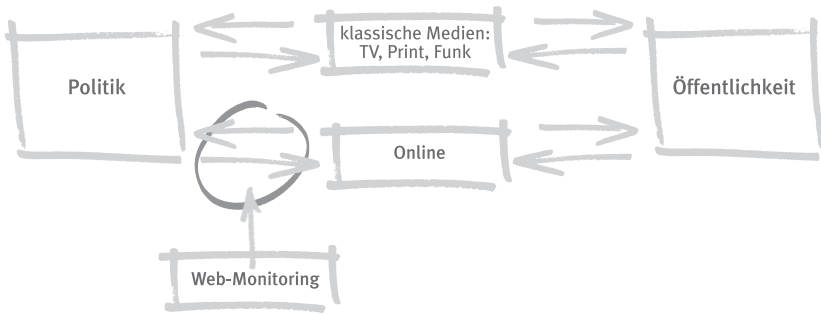 klassische Medien:
TV, Print, Funk
Politik
Öffentlichkeit
Online
Web-Monitoring